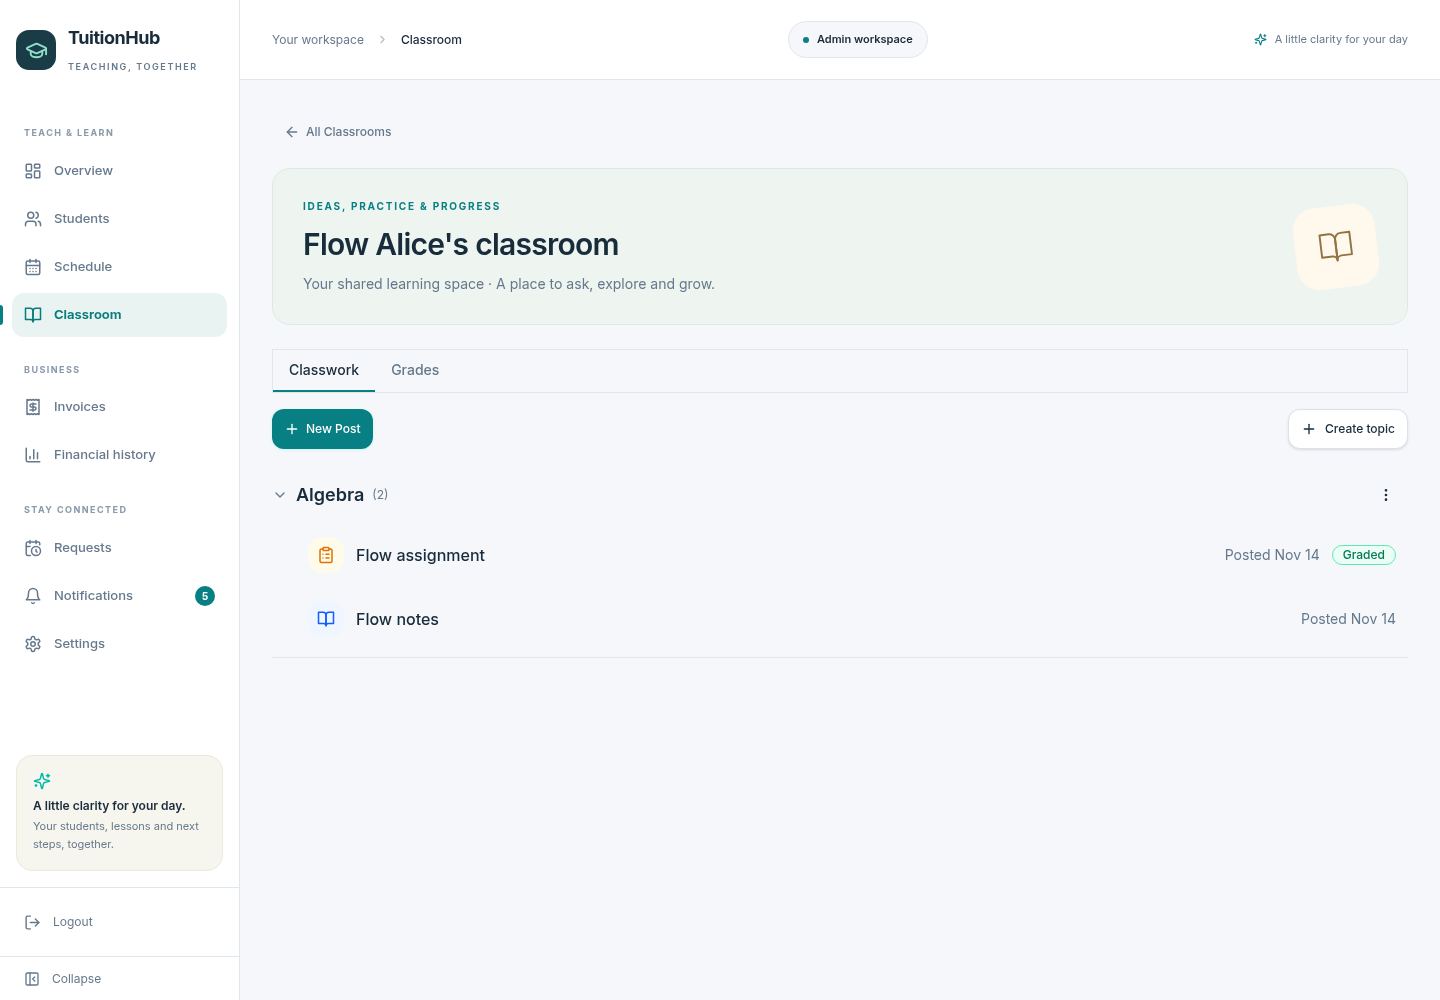 TuitionHub
TEACHING, TOGETHER
TEACH & LEARN
Overview
Students
Schedule
Classroom
BUSINESS
Invoices
Financial history
STAY CONNECTED
Requests
Notifications 5
Settings
A little clarity for your day.
Your students, lessons and next
steps, together.
Logout
Collapse
Your workspace Classroom
Admin workspace
A little clarity for your day
All Classrooms
IDEAS, PRACTICE & PROGRESS
Flow Alice's classroom
Your shared learning space · A place to ask, explore and grow.
Classwork Grades
New Post
Create topic
Algebra (2)
Flow assignment Posted Nov 14 Graded
Flow notes Posted Nov 14